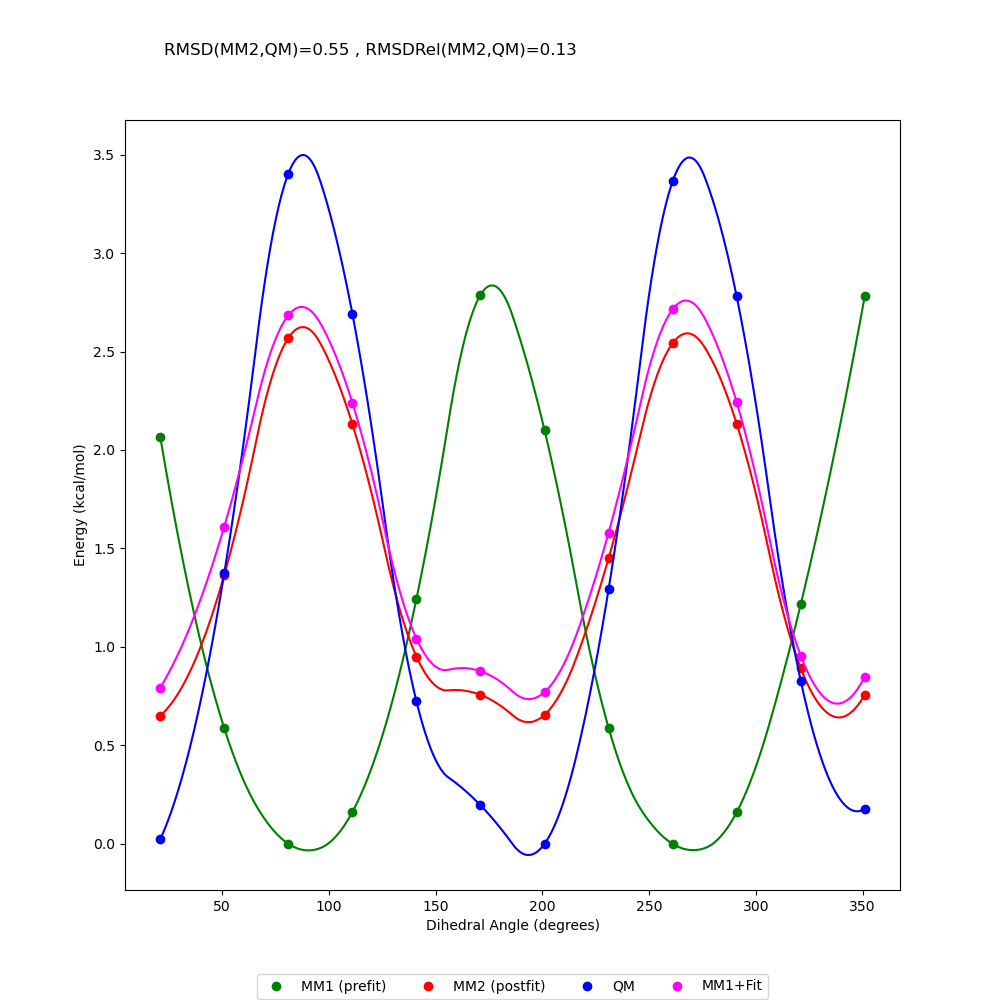 RMSD(MM2,QM)=0.55 , RMSDRel(MM2,QM)=0.13
3.5
3.0
2.5
2.0
1.5
1.0
0.5
0.0
Energy (kcal/mol)
50 100 150 200 250 300 350
Dihedral Angle (degrees)
MM1 (prefit) MM2 (postfit) QM MM1+Fit